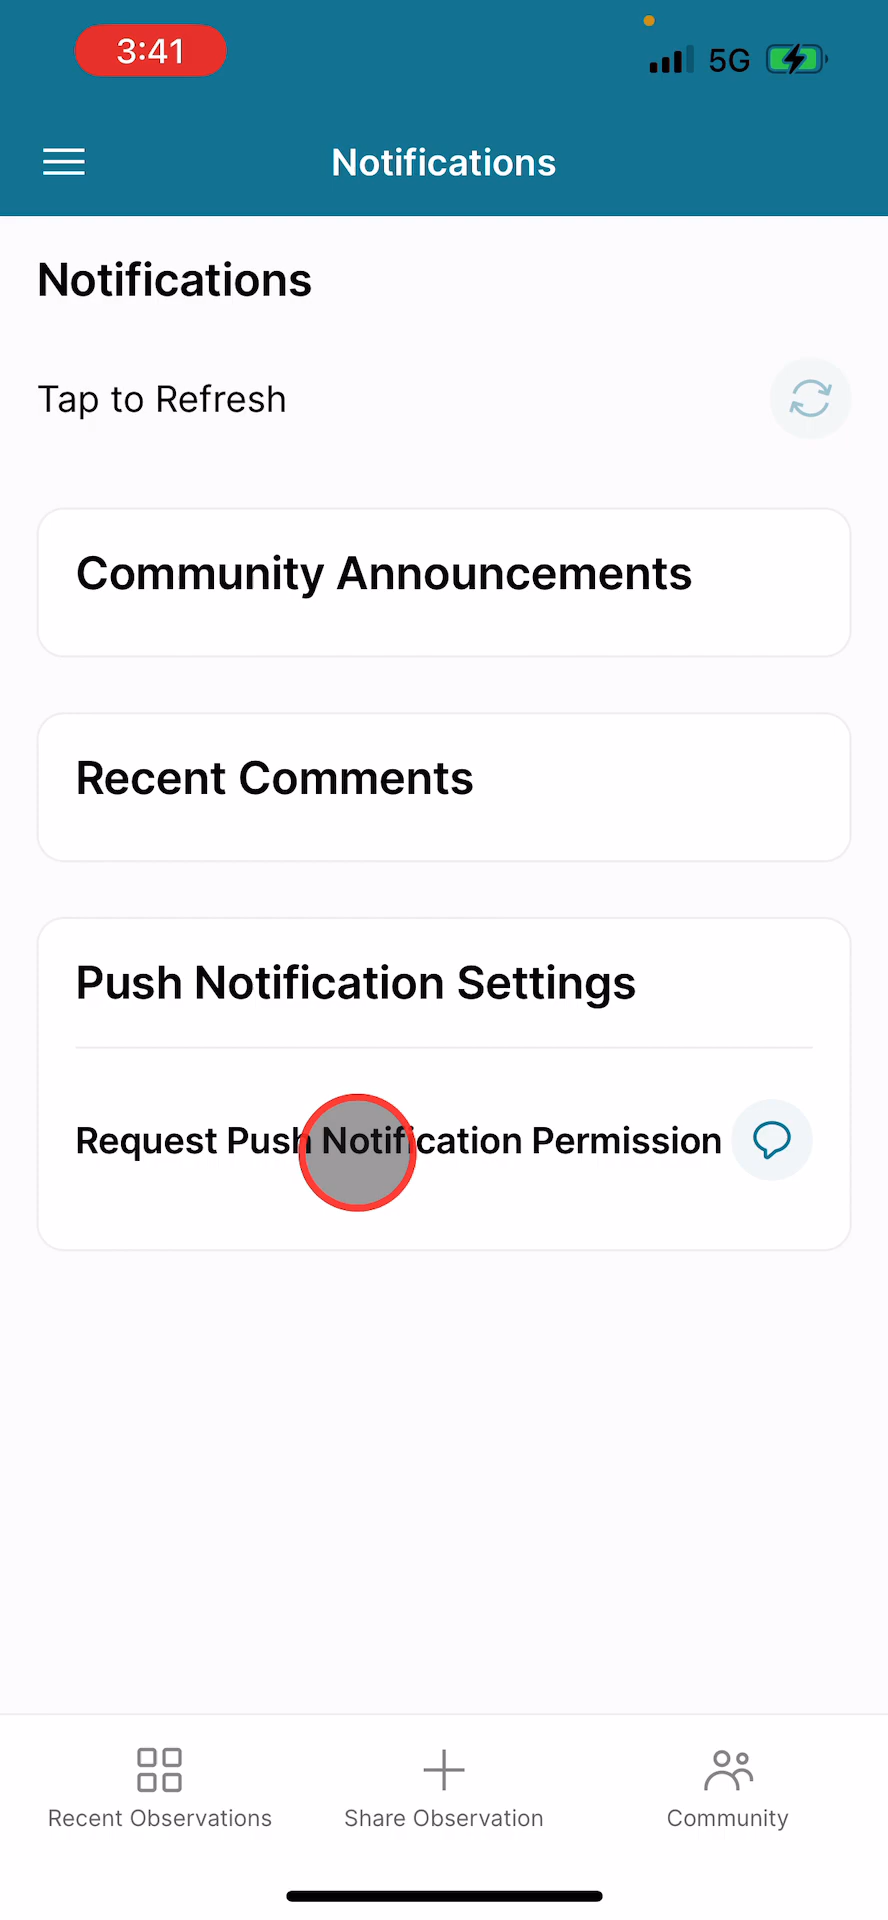 3:41
5G
Notifications
Notifications
Tap to Refresh
Community Announcements
Recent Comments
Push Notification Settings
Request Push Notification Permission
Recent Observations
Share Observation
Community